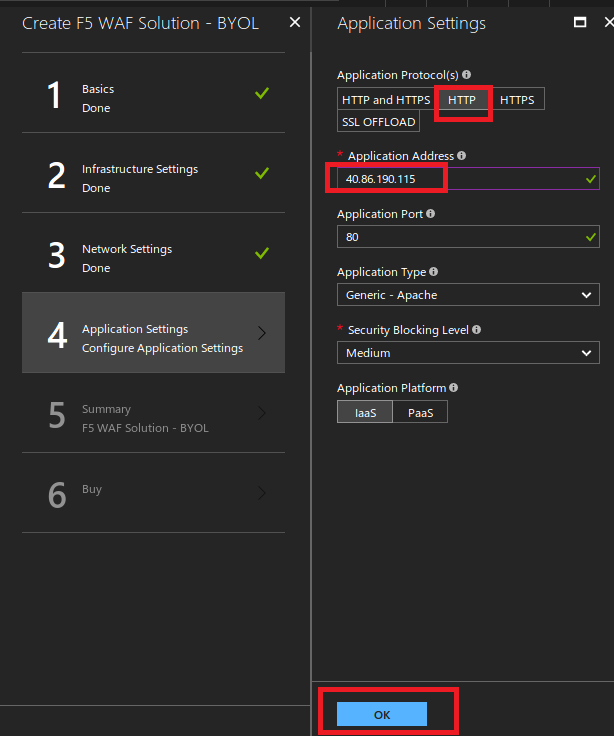 Create F5 WAF Solution - BYOL
1
Basics
Done
2
Infrastructure Settings
Done
3
Network Settings
Done
4
Application Settings
Configure Application Settings
5
Summary
F5 WAF Solution - BYOL
6
Buy
Application Settings
Application Protocol(s)
HTTP and HTTPS HTTP HTTPS
SSL OFFLOAD
* Application Address
40.86.190.115
Application Port
80
Application Type
Generic - Apache
* Security Blocking Level
Medium
Application Platform
IaaS PaaS
OK